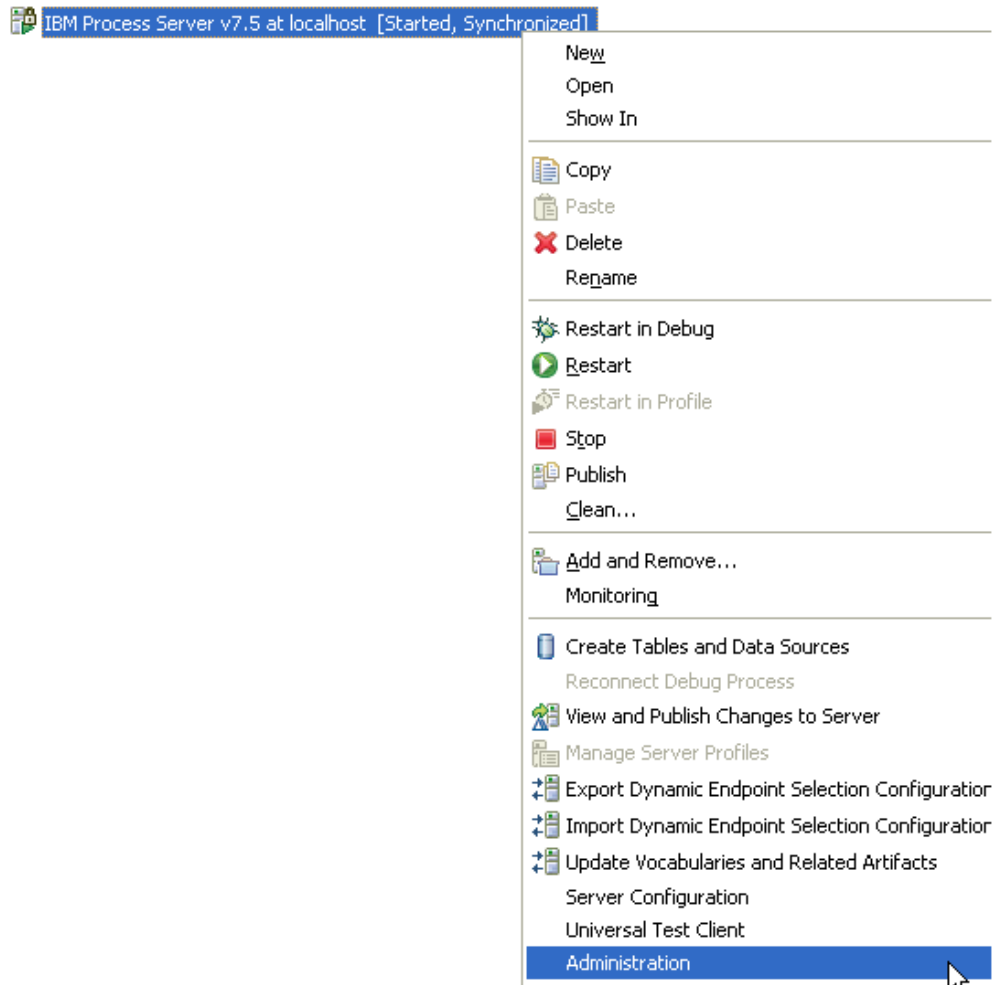 IBM Process Server v7.5 at localhost [Started, Synchronized]
New
Open
Show In
Copy
Paste
Delete
Rename
Restart in Debug
Restart
Restart in Profile
Stop
Publish
Clean...
Add and Remove...
Monitoring
Create Tables and Data Sources
Reconnect Debug Process
View and Publish Changes to Server
Manage Server Profiles
Export Dynamic Endpoint Selection Configuration
Import Dynamic Endpoint Selection Configuration
Update Vocabularies and Related Artifacts
Server Configuration
Universal Test Client
Administration